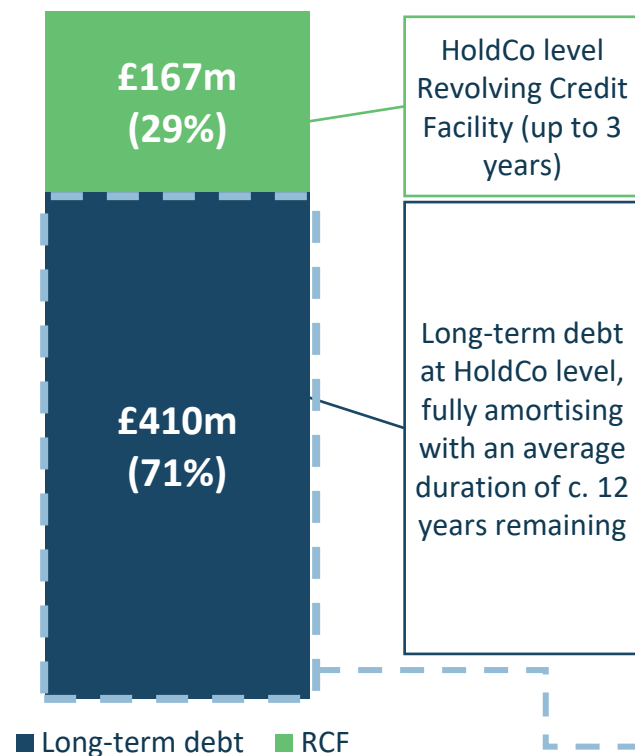 £167m
(29%)
HoldCo level
Revolving Credit
Facility (up to 3
years)
£410m
(71%)
Long-term debt
at HoldCo level,
fully amortising
with an average
duration of c. 12
years remaining
Long-term debt
RCF